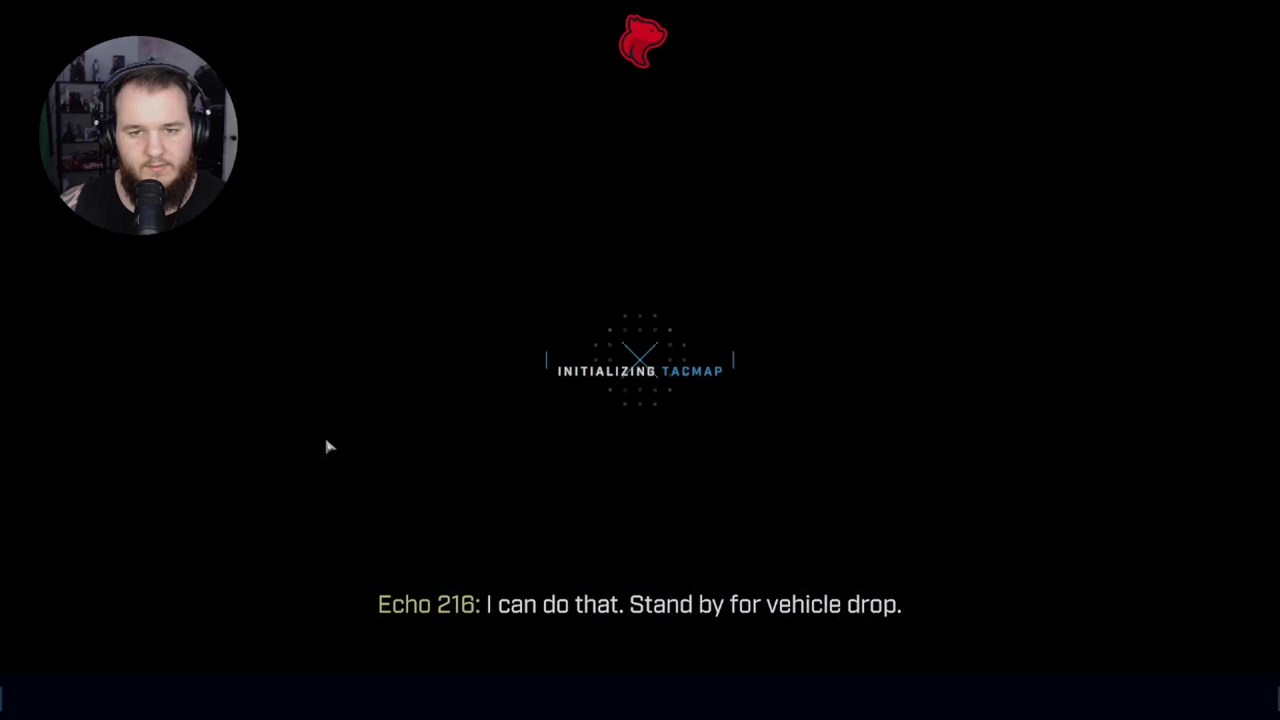 INITIALIZING TACMAP
Echo 216: I can do that. Stand by for vehicle drop.